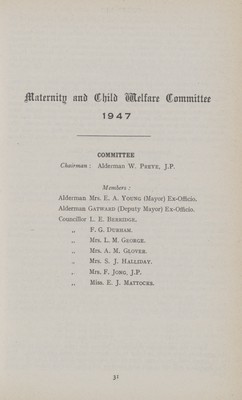 Maternity and Child Welfare Committee
1947
COMMITTEE
Chairman : Alderman W. PREYE, J.P.
Members :
Alderman Mrs. E. A. YOUNG (Mayor) Ex-Officio.
Alderman GATWARD (Deputy Mayor) Ex-Officio.
Councillor L. E. BERRIDGE.
„ F. G. DURHAM.
„ Mrs. L. M. GEORGE.
„ Mrs. A. M. GLOVER.
„ Mrs. S. J. HALLIDAY.
„ Mrs. F. JONG, J.P.
„ Miss. E. J. MATTOCKS.
31